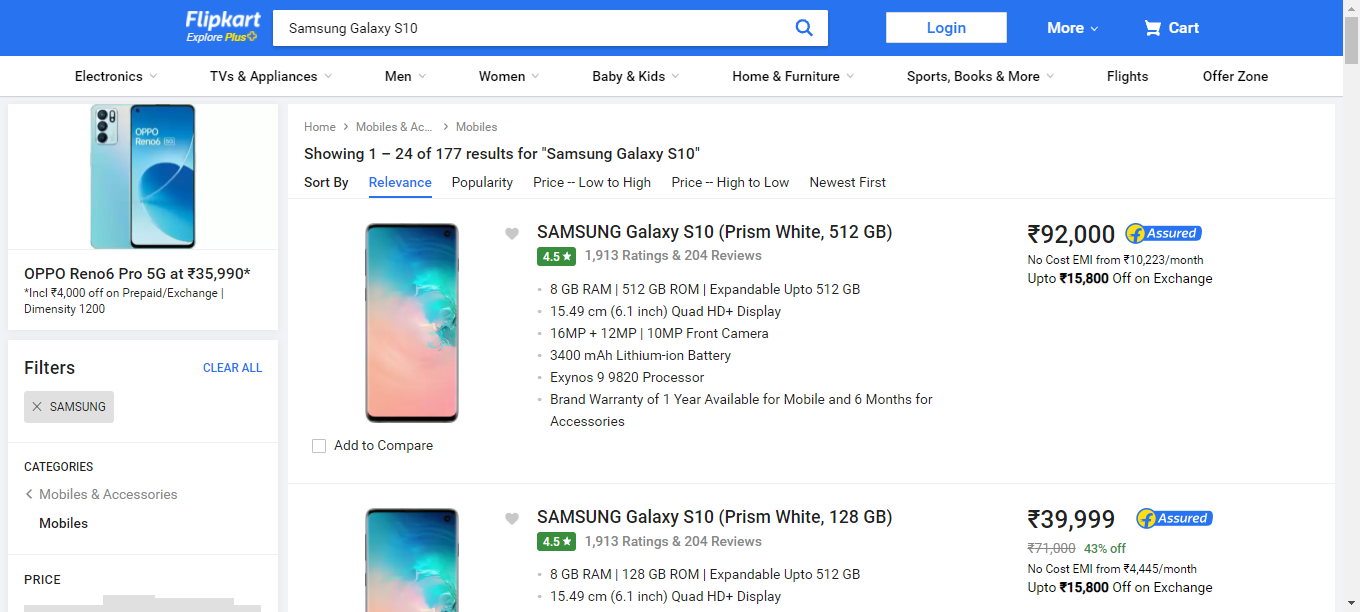 Flipkart
Explore Plus
Samsung Galaxy S10
Login
More
Cart
Electronics
TVs & Appliances
Men
Women
Baby & Kids
Home & Furniture
Sports, Books & More
Flights
Offer Zone
OPPO
Reno6 5G
OPPO Reno6 Pro 5G at ₹35,990*
*Incl ₹4,000 off on Prepaid/Exchange |
Dimensity 1200
Filters
CLEAR ALL
SAMSUNG
CATEGORIES
Mobiles & Accessories
Mobiles
PRICE
Home
Mobiles & Ac...
Mobiles
Showing 1 – 24 of 177 results for "Samsung Galaxy S10"
Sort By
Relevance
Popularity
Price -- Low to High
Price -- High to Low
Newest First
SAMSUNG Galaxy S10 (Prism White, 512 GB)
4.5 ★ 1,913 Ratings & 204 Reviews
8 GB RAM | 512 GB ROM | Expandable Upto 512 GB
15.49 cm (6.1 inch) Quad HD+ Display
16MP + 12MP | 10MP Front Camera
3400 mAh Lithium-ion Battery
Exynos 9 9820 Processor
Brand Warranty of 1 Year Available for Mobile and 6 Months for
Accessories
Add to Compare
₹92,000
Assured
No Cost EMI from ₹10,223/month
Upto ₹15,800 Off on Exchange
SAMSUNG Galaxy S10 (Prism White, 128 GB)
4.5 ★ 1,913 Ratings & 204 Reviews
8 GB RAM | 128 GB ROM | Expandable Upto 512 GB
15.49 cm (6.1 inch) Quad HD+ Display
₹39,999
Assured
₹71,000 43% off
No Cost EMI from ₹4,445/month
Upto ₹15,800 Off on Exchange